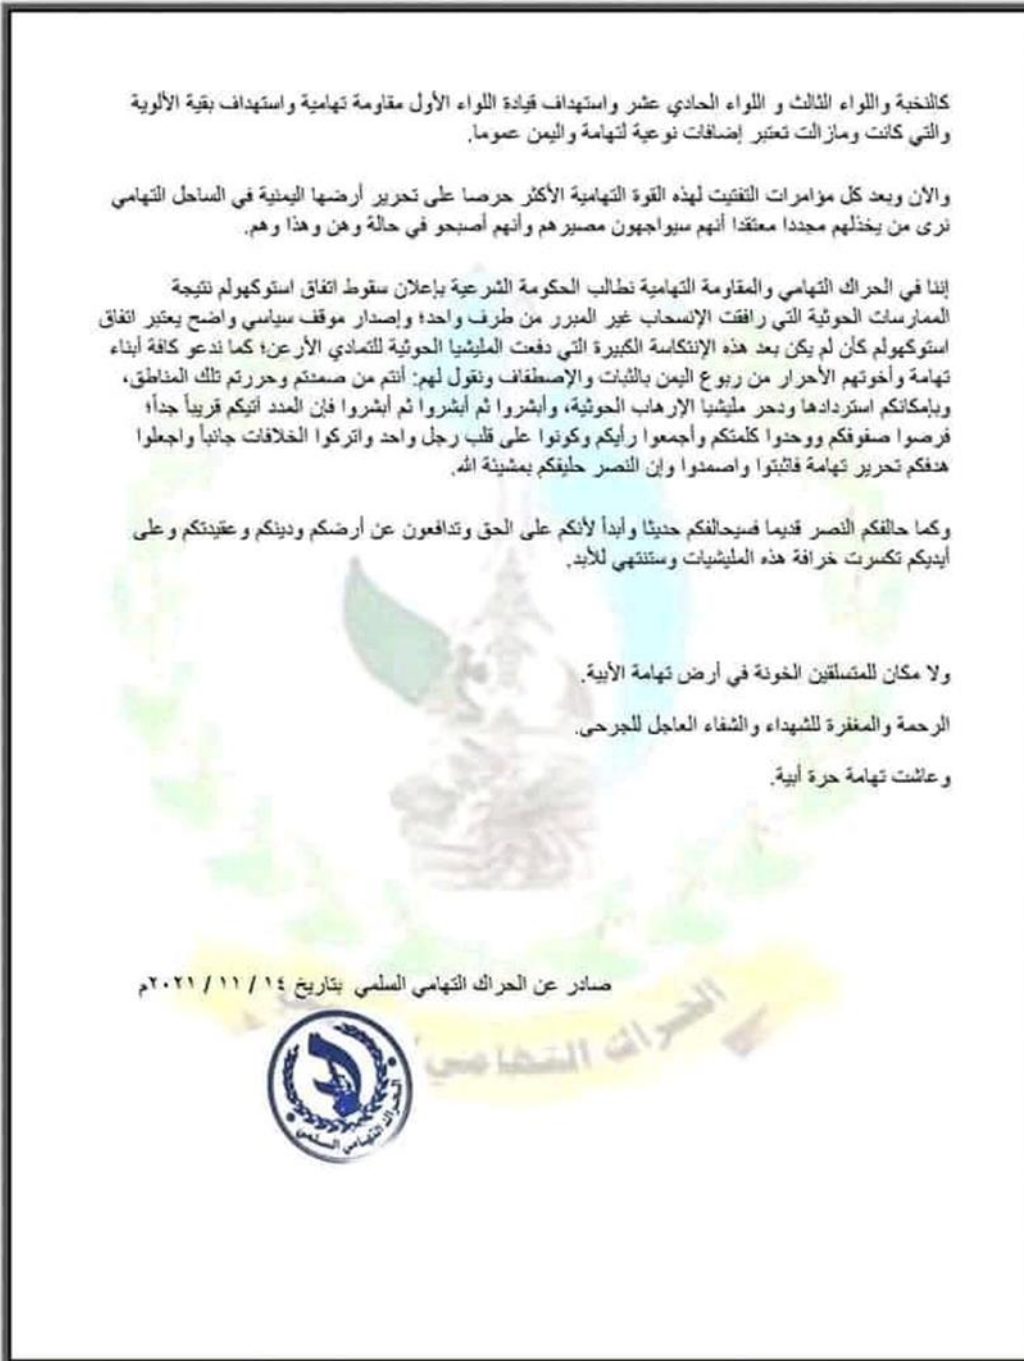 كالنخبة واللواء الثالث و اللواء الحادي عشر واستهداف قيادة اللواء الأول مقاومة تهامية واستهداف بقية الألوية
والتي كانت ومازالت تعتبر إضافات نوعية لتهامة واليمن عموما.
والأن وبعد كل مؤامرات التفتيت لهذه القوة التهامية الأكثر حرصا على تحرير أرضها اليمنية في الساحل التهامي
نرى من يخذلهم مجددا معتقدا أنهم سيواجهون مصيرهم وأنهم أصبحو في حالة وهن وهذا وهم.
إننا في الحراك التهامي والمقاومة التهامية نطالب الحكومة الشرعية بإعلان سقوط اتفاق استوكهولم نتيجة
الممارسات الحوثية التي رافقت الإنسحاب غير المبرر من طرف واحد؛ وإصدار موقف سياسي واضح يعتبر اتفاق
استوكهولم كأن لم يكن بعد هذه الإنتكاسة الكبيرة التي دفعت المليشيا الحوثية للتمادي الأرعن؛ كما ندعو كافة أبناء
تهامة وأخوتهم الأحرار من ربوع اليمن بالثبات والإصطفاف ونقول لهم: أنتم من صمدتم وحررتم تلك المناطق،
وبإمكانكم استردادها ودحر مليشيا الإرهاب الحوثية، وأبشروا ثم أبشروا ثم أبشروا فإن المدد أتيكم قريباً جداً؛
فرصوا صفوفكم ووحدوا كلمتكم وأجمعوا رأيكم وكونوا على قلب رجل واحد واتركوا الخلافات جانباً واجعلوا
هدفكم تحرير تهامة فاثبتوا واصمدوا وإن النصر حليفكم بمشيئة الله.
وكما حالفكم النصر قديما فسيحالفكم حديثا وأبدأ لأنكم على الحق وتدافعون عن أرضكم ودينكم وعقيدتكم وعلى
أيديكم تكسرت خرافة هذه المليشيات وستنتهي للأبد.
ولا مكان للمتسلقين الخونة في أرض تهامة الأبية.
الرحمة والمغفرة للشهداء والشفاء العاجل للجرحى.
وعاشت تهامة حرة أبية.
صادر عن الحراك التهامي السلمي بتاريخ ١٤ / ١١ / ٢٠٢١م
الحراك التهامي
الحراك التهامي السلمي